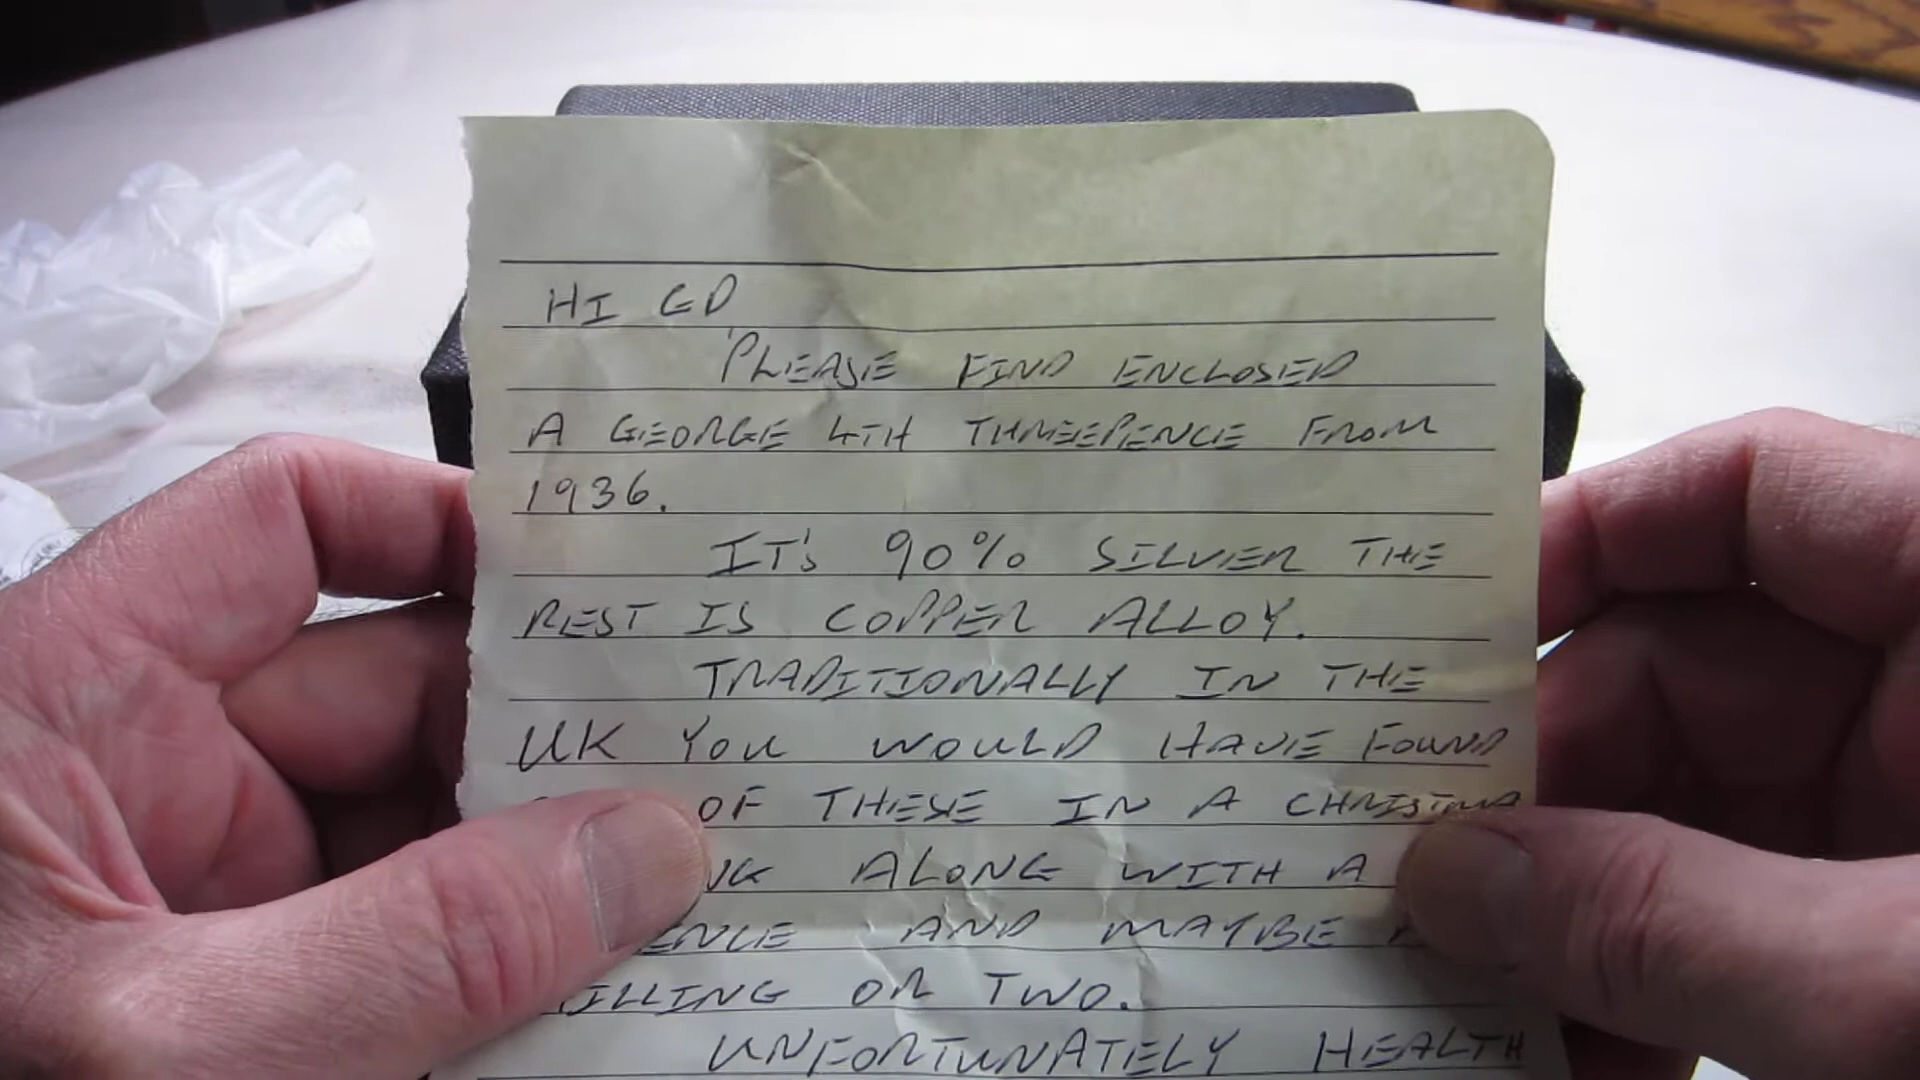 HI GD
PLEASE FIND ENCLOSED
A GEORGE 4TH THREEPENCE FROM
1936.
IT'S 90% SILVER THE
REST IS COPPER ALLOY.
TRADITIONALLY IN THE
UK YOU WOULD HAVE FOUND
OF THESE IN A CHRISTMA
NG ALONG WITH A
ENCE AND MAYBE
ILLING OR TWO.
UNFORTUNATELY HEALTH